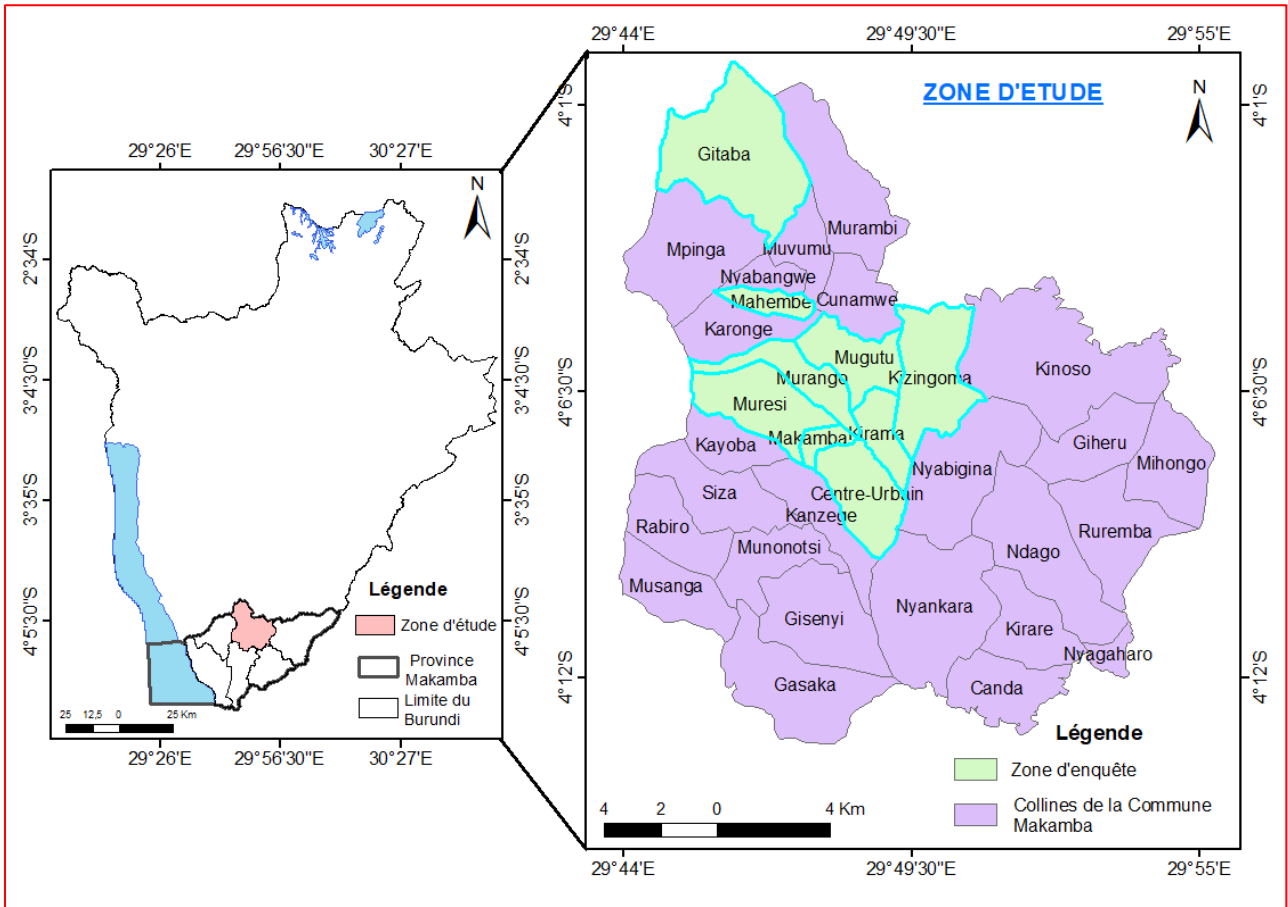 29°26'E 29°56'30"E 30°27'E
N
2°34'S
2°34'S
3°4'30"S
3°4'30"S
3°35'S
3°35'S
4°5'30"S
4°5'30"S
Légende
Zone d'étude
Province
Makamba
Limite du
Burundi
25 12,5 0 25 Km
29°26'E 29°56'30"E 30°27'E
29°44'E 29°49'30"E 29°55'E
ZONE D'ETUDE
N
4°1'S
4°1'S
Gitaba
Murambi
Mpinga
Muvumu
Nyabangwe
Mahembe
Cunamwe
Karonge
Mugutu
Kinoso
Murango
Kizingoma
4°6'30"S
4°6'30"S
Muresi
Makamba
Kirama
Kayoba
Giheru
Mihongo
Nyabigina
Siza
Centre-Urbain
Kanzege
Rabiro
Ruremba
Munonotsi
Ndago
Musanga
Nyankara
Gisenyi
Kirare
Nyagaharo
4°12'S
4°12'S
Gasaka
Canda
Légende
Zone d'enquête
Collines de la Commune
Makamba
4 2 0 4 Km
29°44'E 29°49'30"E 29°55'E